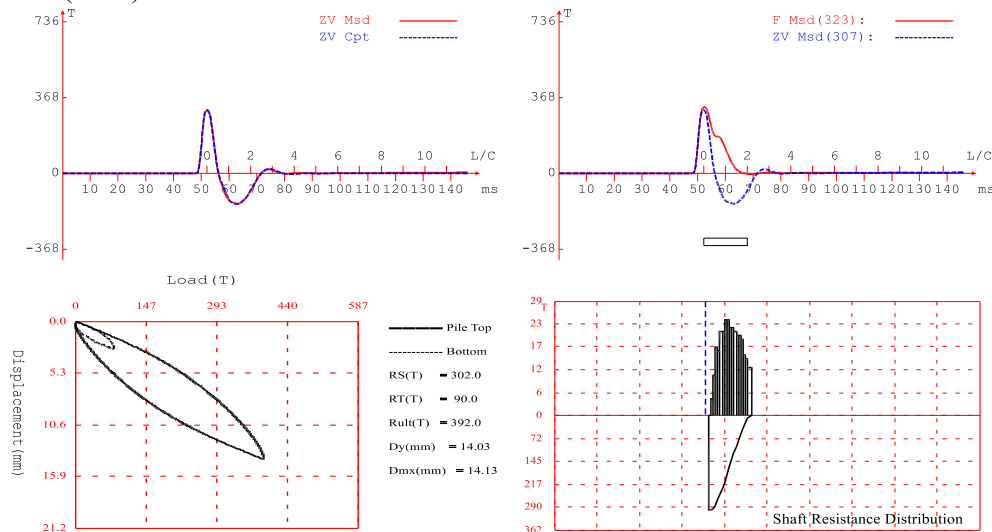 T
736
368
0
-368
ZV Msd
ZV Cpt
0 2 4 6 8 10 L/C
10 20 30 40 50 60 70 80 90 100 110 120 130 140 ms
T
736
368
0
-368
F Msd(323):
ZV Msd(307):
0 2 4 6 8 10 L/C
10 20 30 40 50 60 70 80 90 100 110 120 130 140 ms
Load(T)
0 147 293 440 587
0.0
5.3
10.6
15.9
21.2
Displacement(mm)
Pile Top
Bottom
RS(T) = 302.0
RT(T) = 90.0
Rult(T) = 392.0
Dy(mm) = 14.03
Dmx(mm) = 14.13
29
T
23
17
12
6
0
72
145
217
290
362
Shaft Resistance Distribution